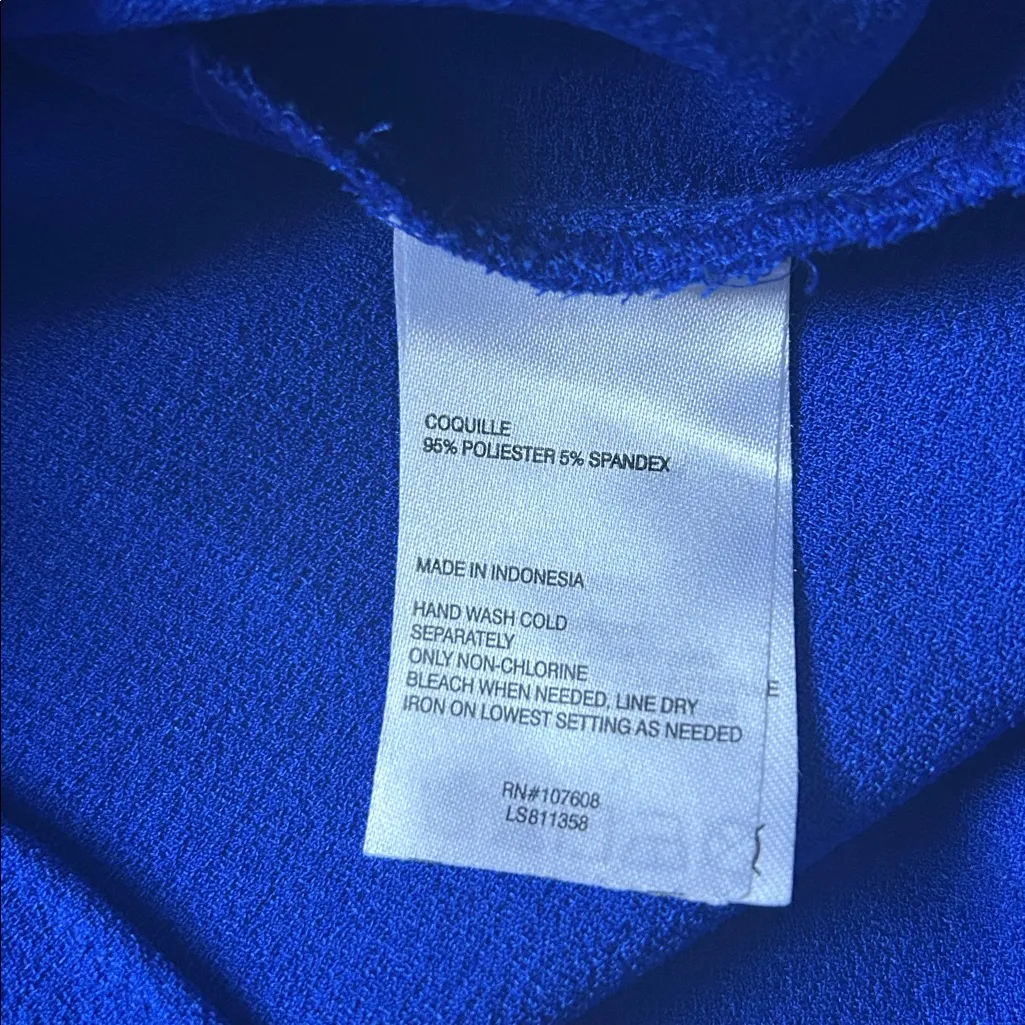 COQUILLE
95% POLIESTER 5% SPANDEX
MADE IN INDONESIA
HAND WASH COLD
SEPARATELY
ONLY NON-CHLORINE
BLEACH WHEN NEEDED, LINE DRY
IRON ON LOWEST SETTING AS NEEDED
E
RN#107608
LS811358